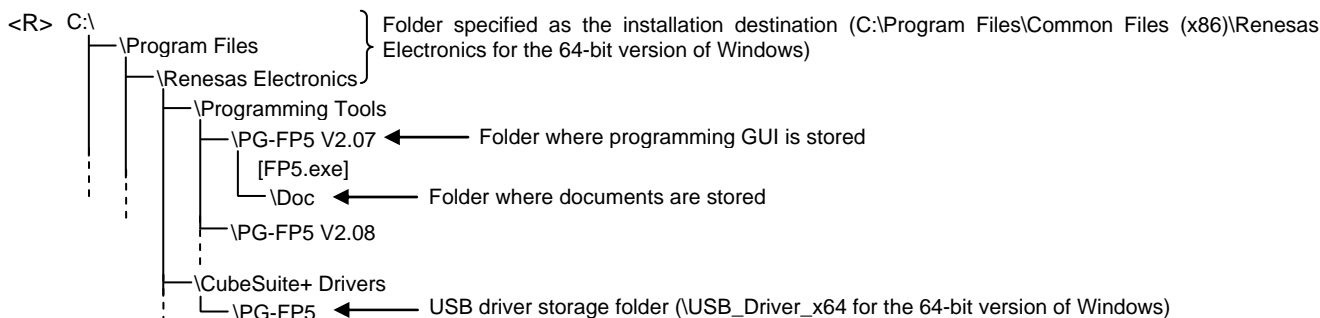 <R> C:\ Folder specified as the installation destination (C:\Program Files\Common Files (x86)\Renesas
\Program Files Electronics for the 64-bit version of Windows)
\Renesas Electronics
\Programming Tools
\PG-FP5 V2.07 Folder where programming GUI is stored
[FP5.exe]
\Doc Folder where documents are stored
\PG-FP5 V2.08
\CubeSuite+ Drivers
\PG-FP5 USB driver storage folder (\USB_Driver_x64 for the 64-bit version of Windows)